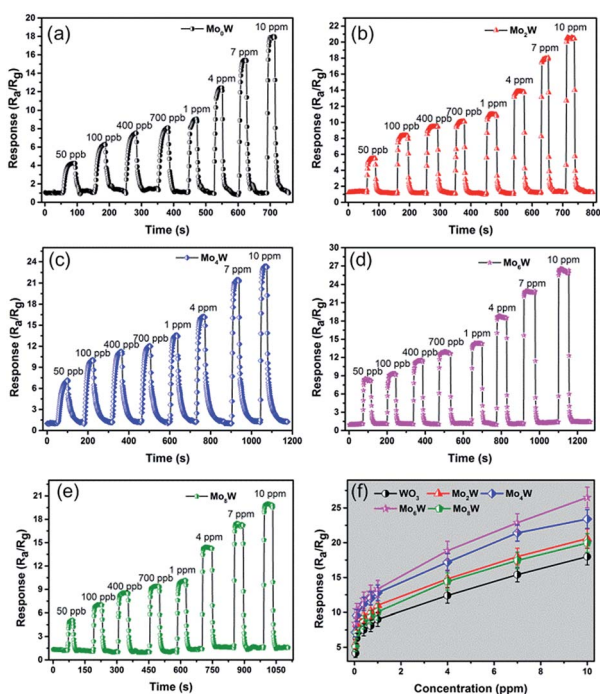 (a)
Mo₀W
50 ppb
100 ppb
400 ppb
700 ppb
1 ppm
4 ppm
7 ppm
10 ppm
Response (Ra/Rg)
20
18
16
14
12
10
8
6
4
2
0
0 100 200 300 400 500 600 700
Time (s)
(b)
Mo₂W
50 ppb
100 ppb
400 ppb
700 ppb
1 ppm
4 ppm
7 ppm
10 ppm
Response (Ra/Rg)
22
20
18
16
14
12
10
8
6
4
2
0
0 100 200 300 400 500 600 700 800
Time (s)
(c)
Mo₄W
50 ppb
100 ppb
400 ppb
700 ppb
1 ppm
4 ppm
7 ppm
10 ppm
Response (Ra/Rg)
24
21
18
15
12
9
6
3
0
0 200 400 600 800 1000 1200
Time (s)
(d)
Mo₆W
50 ppb
100 ppb
400 ppb
700 ppb
1 ppm
4 ppm
7 ppm
10 ppm
Response (Ra/Rg)
30
27
24
21
18
15
12
9
6
3
0
0 200 400 600 800 1000 1200
Time (s)
(e)
Mo₈W
50 ppb
100 ppb
400 ppb
700 ppb
1 ppm
4 ppm
7 ppm
10 ppm
Response (Ra/Rg)
21
18
15
12
9
6
3
0
0 150 300 450 600 750 900 1050
Time (s)
(f)
WO₃ Mo₂W Mo₄W
Mo₆W Mo₈W
Response (Ra/Rg)
25
20
15
10
5
0
0 2 4 6 8 10
Concentration (ppm)